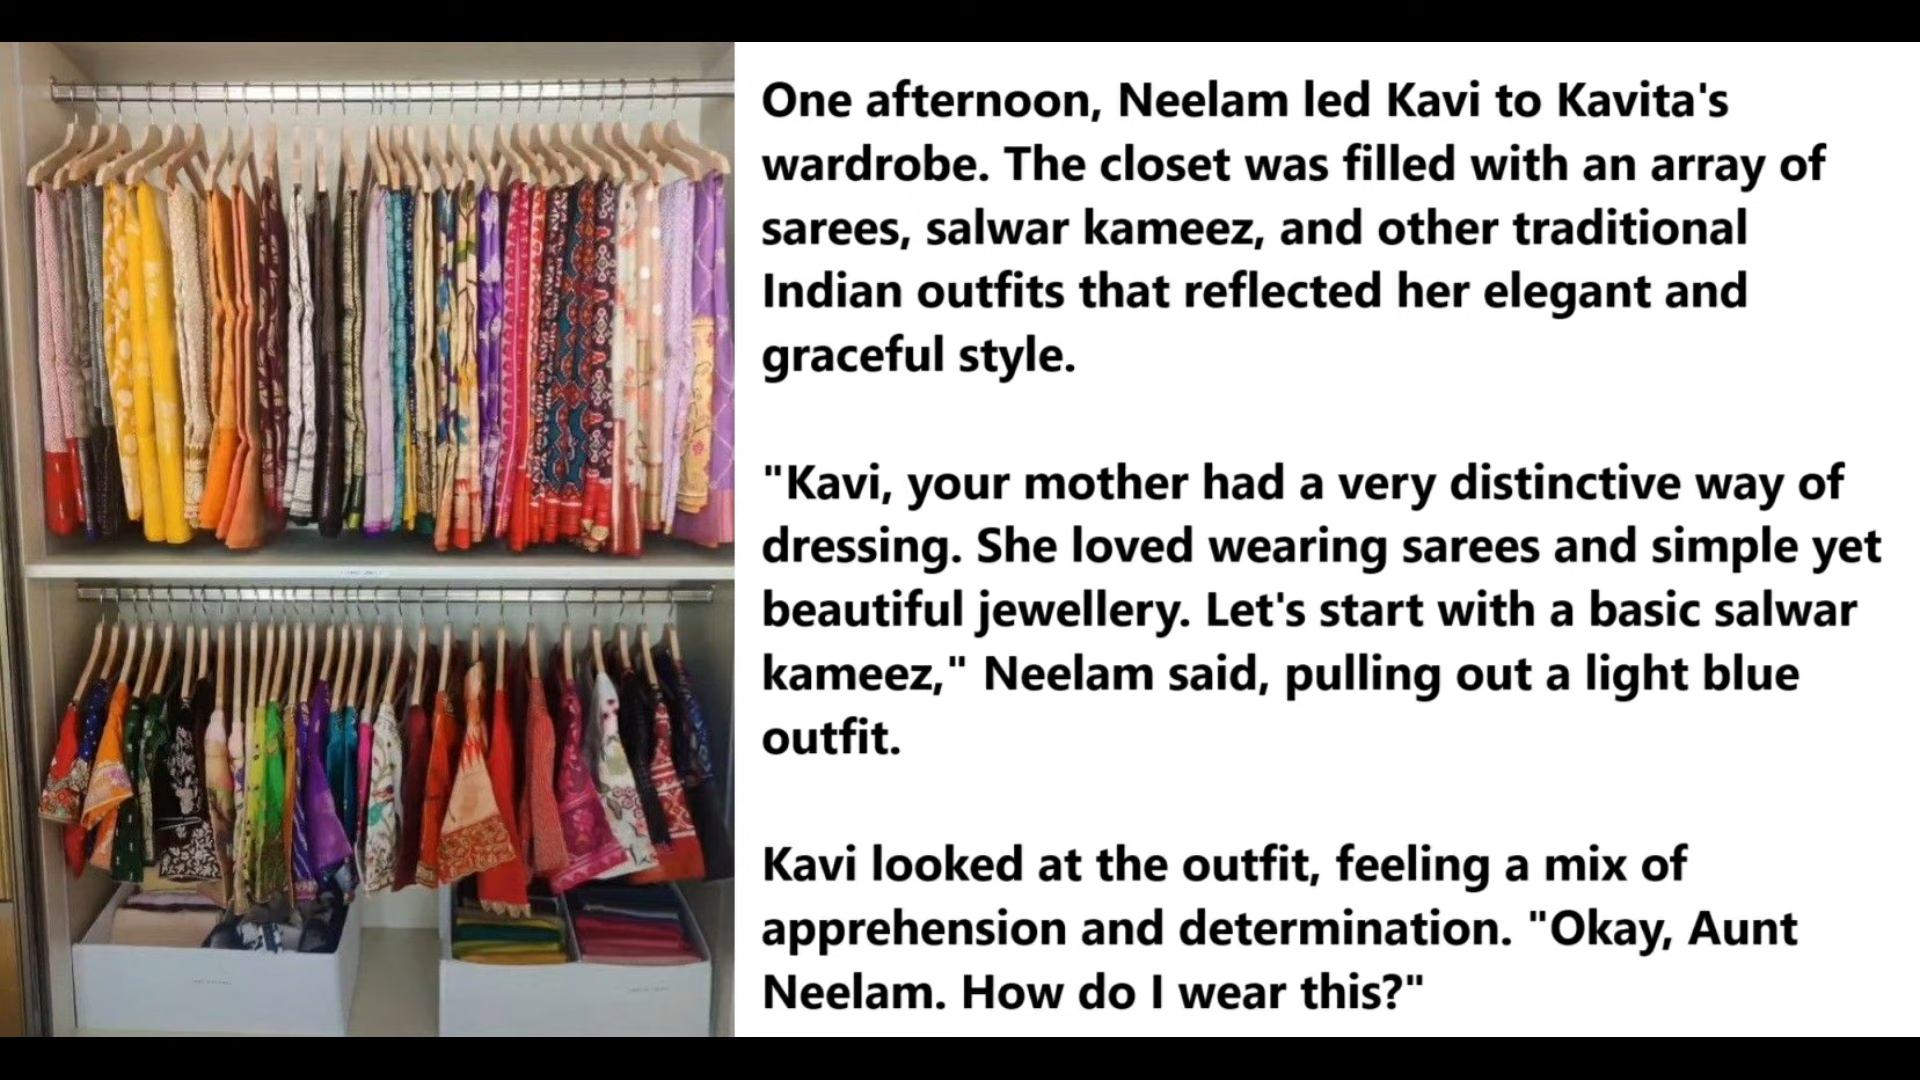 One afternoon, Neelam led Kavi to Kavita's
wardrobe. The closet was filled with an array of
sarees, salwar kameez, and other traditional
Indian outfits that reflected her elegant and
graceful style.
"Kavi, your mother had a very distinctive way of
dressing. She loved wearing sarees and simple yet
beautiful jewellery. Let's start with a basic salwar
kameez," Neelam said, pulling out a light blue
outfit.
Kavi looked at the outfit, feeling a mix of
apprehension and determination. "Okay, Aunt
Neelam. How do I wear this?"